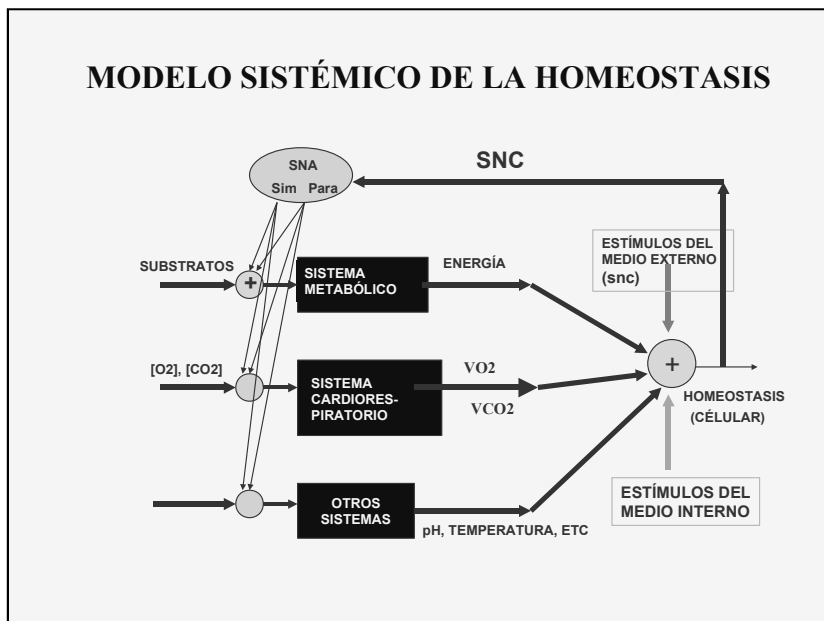 MODELO SISTÉMICO DE LA HOMEOSTASIS
SNA
Sim Para
SNC
SUBSTRATOS
+
SISTEMA
METABÓLICO
ENERGÍA
ESTÍMULOS DEL
MEDIO EXTERNO
(snc)
[O2], [CO2]
SISTEMA
CARDIORES-
PIRATORIO
VO2
VCO2
+
HOMEOSTASIS
(CÉLULAR)
OTROS
SISTEMAS
pH, TEMPERATURA, ETC
ESTÍMULOS DEL
MEDIO INTERNO